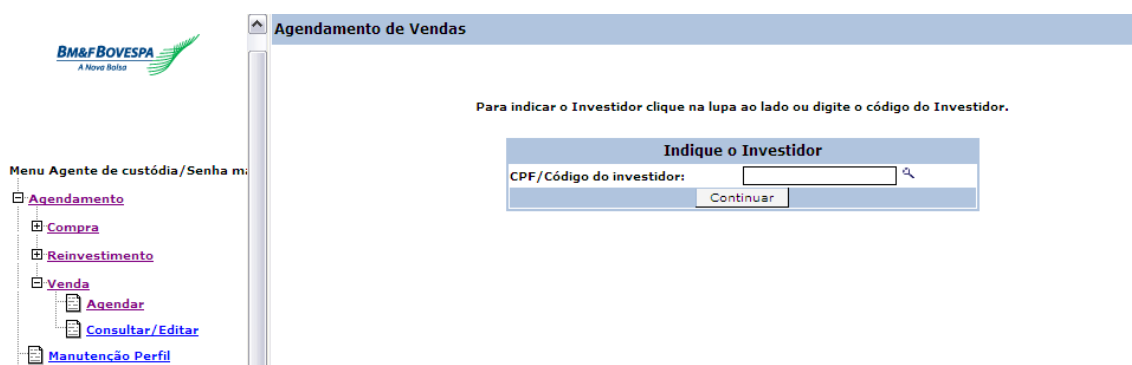 BM&FBOVESPA
A Nova Bolsa
Menu Agente de custódia/Senha ma
Agendamento
Compra
Reinvestimento
Venda
Agendar
Consultar/Editar
Manutenção Perfil
Agendamento de Vendas
Para indicar o Investidor clique na lupa ao lado ou digite o código do Investidor.
Indique o Investidor
CPF/Código do investidor:
Continuar